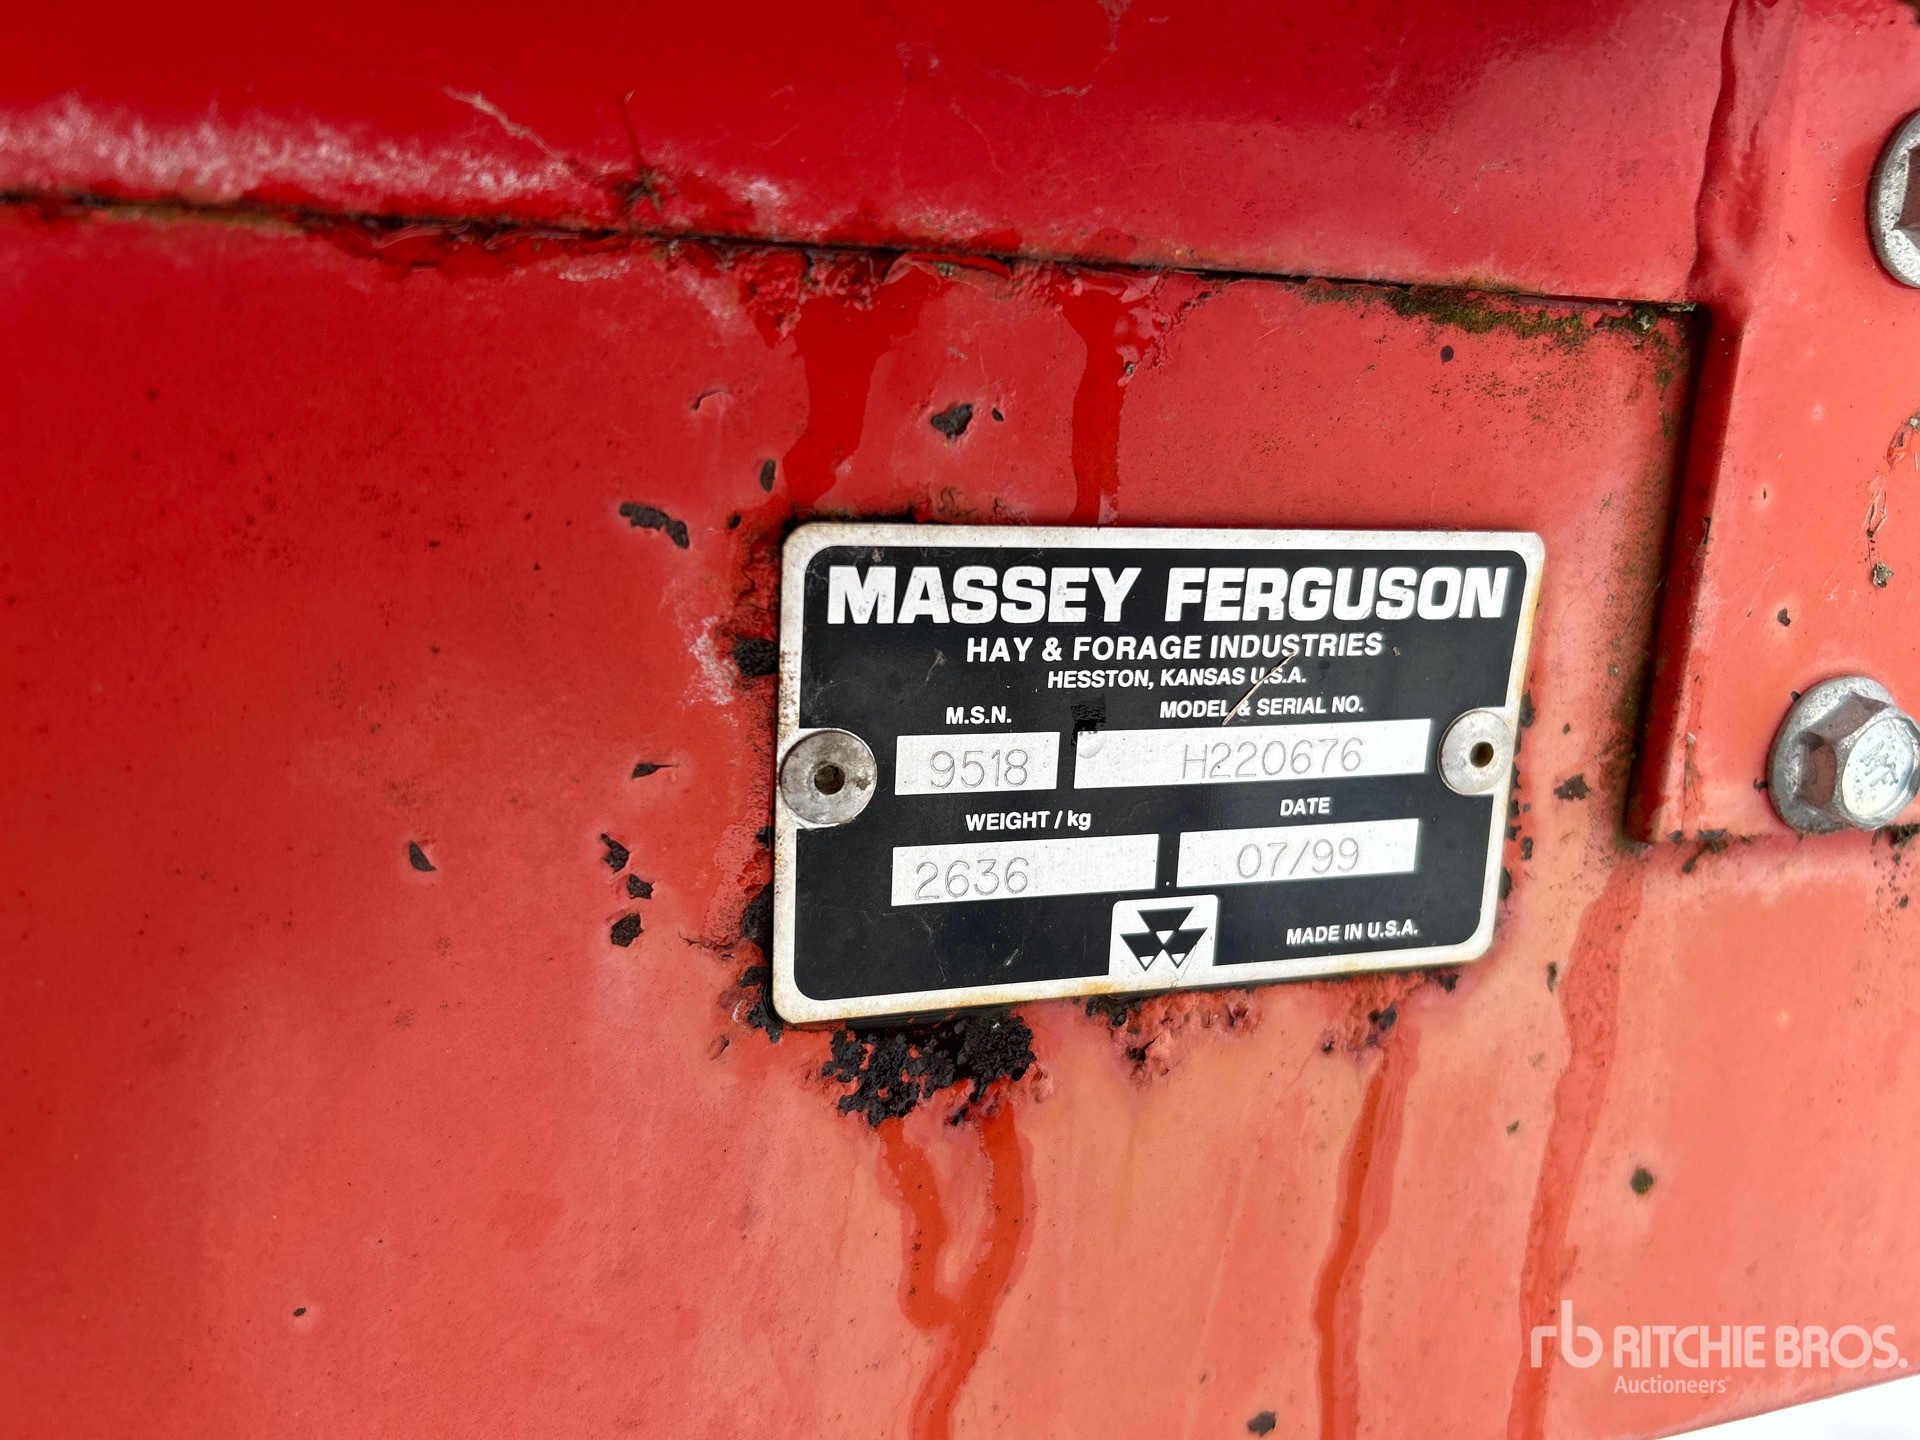 MASSEY FERGUSON
HAY & FORAGE INDUSTRIES
HESSTON, KANSAS U.S.A.
M.S.N. MODEL & SERIAL NO.
9518 H220676
WEIGHT / kg DATE
2636 07/99
MADE IN U.S.A.
rb RITCHIE BROS.
Auctioneers